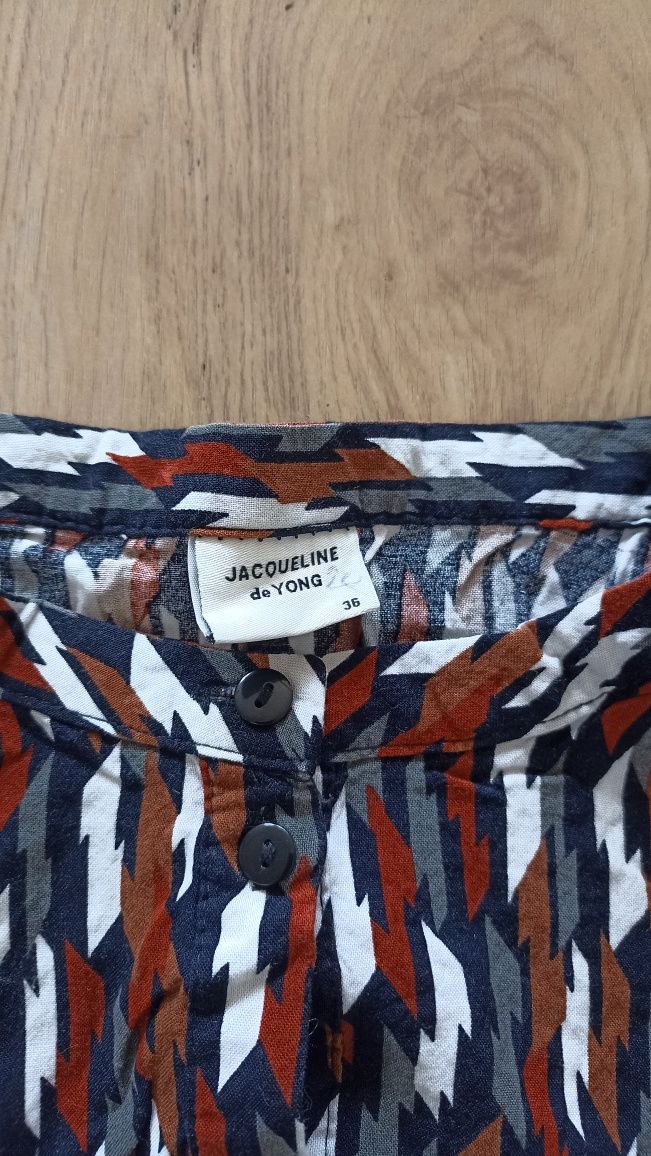 JACQUELINE
de YONG
36